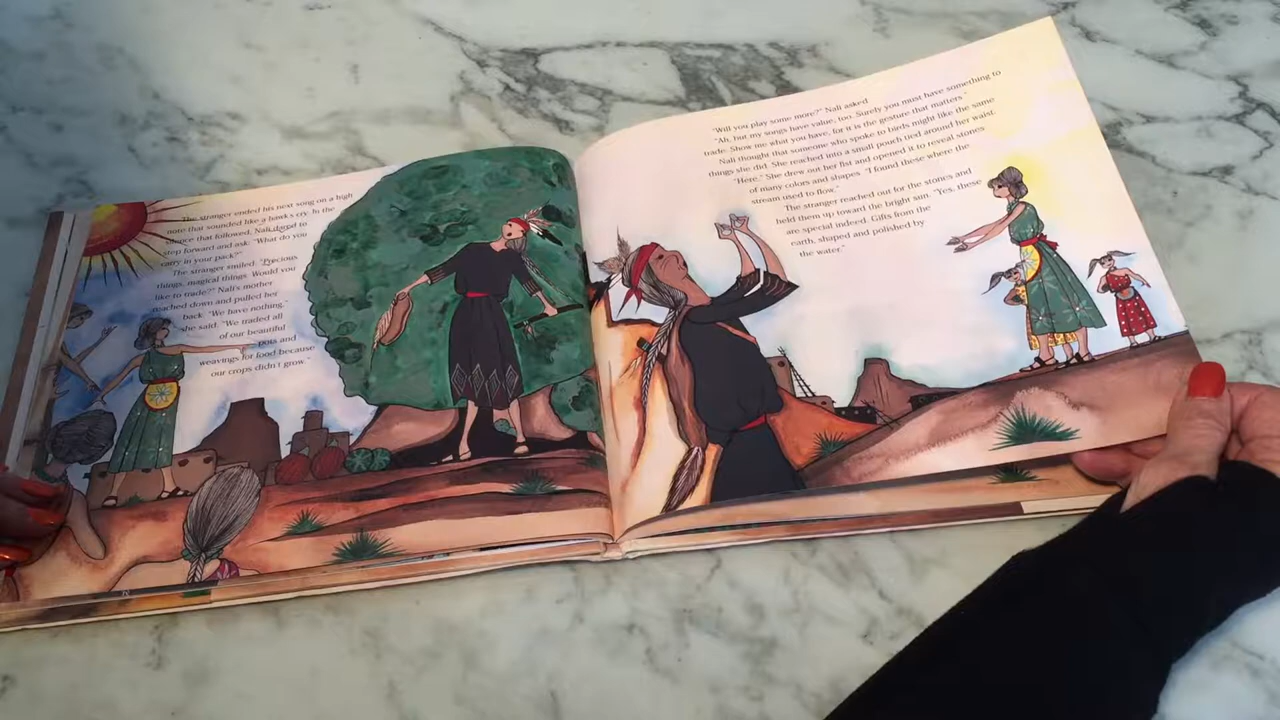 The stranger ended his next song on a high
note that sounded like a hawk's cry. In the
silence that followed, Nali dared to
step forward and ask: "What do you
carry in your pack?"
The stranger smiled. "Precious
things, magical things. Would you
like to trade?" Nali's mother
reached down and pulled her
back. "We have nothing,"
she said. "We traded all
of our beautiful
pots and
weavings for food because
our crops didn't grow."
"Will you play some more?" Nali asked.
"Ah, but my songs have value, too. Surely you must have something to
trade. Show me what you have, for it is the gesture that matters."
Nali thought that someone who spoke to birds might like the same
things she did. She reached into a small pouch tied around her waist.
"Here." She drew out her fist and opened it to reveal stones
of many colors and shapes. "I found these where the
stream used to flow."
The stranger reached out for the stones and
held them up toward the bright sun. "Yes, these
are special indeed. Gifts from the
earth, shaped and polished by
the water."